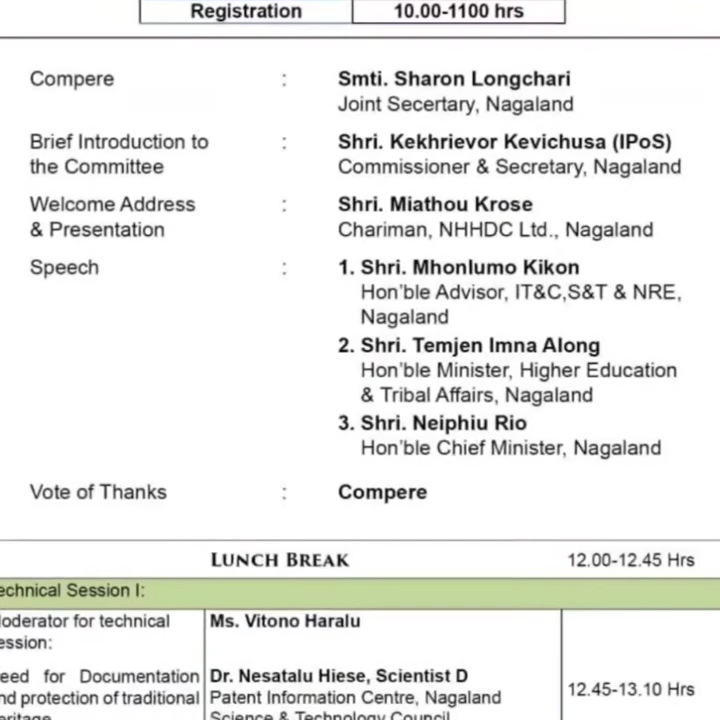 Registration 10.00-1100 hrs
Compere : Smti. Sharon Longchari
Joint Secertary, Nagaland
Brief Introduction to : Shri. Kekhrievor Kevichusa (IPoS)
the Committee Commissioner & Secretary, Nagaland
Welcome Address : Shri. Miathou Krose
& Presentation Chariman, NHHDC Ltd., Nagaland
Speech : 1. Shri. Mhonlumo Kikon
Hon'ble Advisor, IT&C,S&T & NRE,
Nagaland
2. Shri. Temjen Imna Along
Hon'ble Minister, Higher Education
& Tribal Affairs, Nagaland
3. Shri. Neiphiu Rio
Hon'ble Chief Minister, Nagaland
Vote of Thanks : Compere
LUNCH BREAK 12.00-12.45 Hrs
echnical Session I:
oderator for technical Ms. Vitono Haralu
ession:
eed for Documentation Dr. Nesatalu Hiese, Scientist D
nd protection of traditional Patent Information Centre, Nagaland 12.45-13.10 Hrs
eritage Science & Technology Council